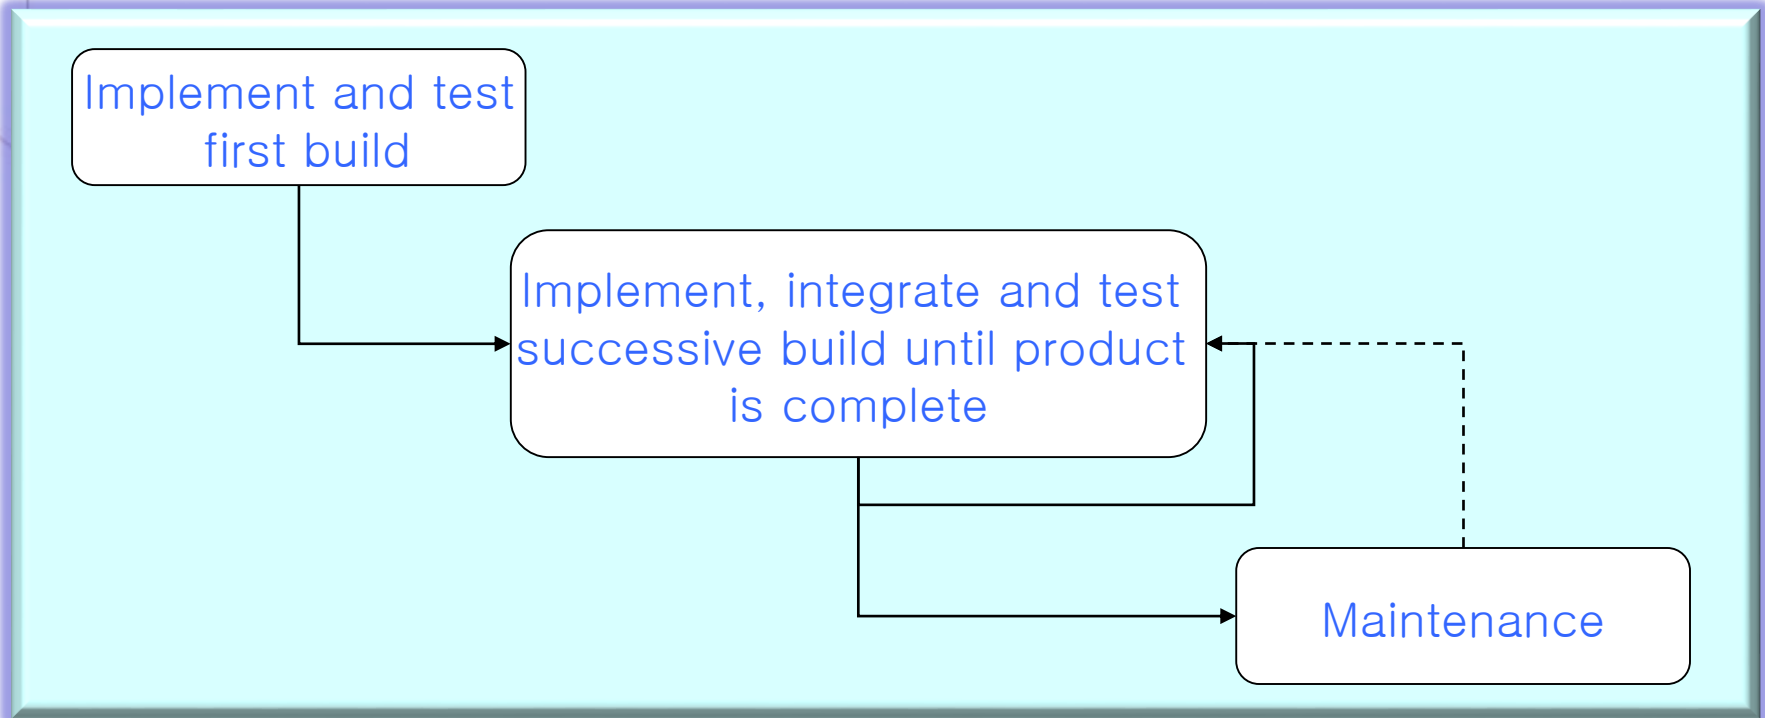 Implement and test
first build
Implement, integrate and test
successive build until product
is complete
Maintenance